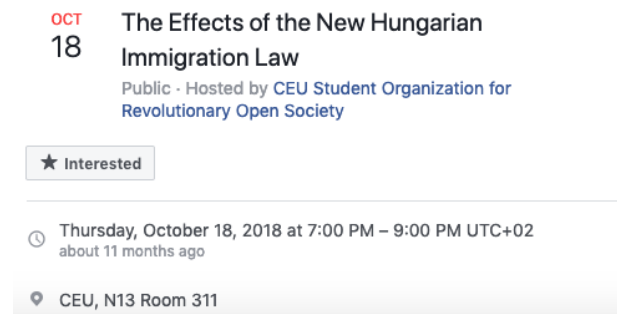 OCT
18
The Effects of the New Hungarian
Immigration Law
Public · Hosted by CEU Student Organization for
Revolutionary Open Society
★ Interested
Thursday, October 18, 2018 at 7:00 PM – 9:00 PM UTC+02
about 11 months ago
CEU, N13 Room 311